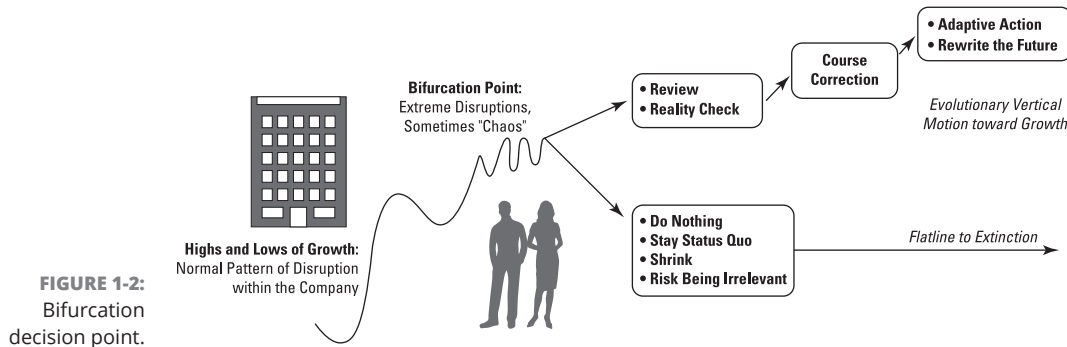 • Adaptive Action
• Rewrite the Future
Course
Correction
Bifurcation Point:
Extreme Disruptions,
Sometimes "Chaos"
• Review
• Reality Check
Evolutionary Vertical
Motion toward Growth
Highs and Lows of Growth:
Normal Pattern of Disruption
within the Company
• Do Nothing
• Stay Status Quo
• Shrink
• Risk Being Irrelevant
Flatline to Extinction
FIGURE 1-2:
Bifurcation
decision point.